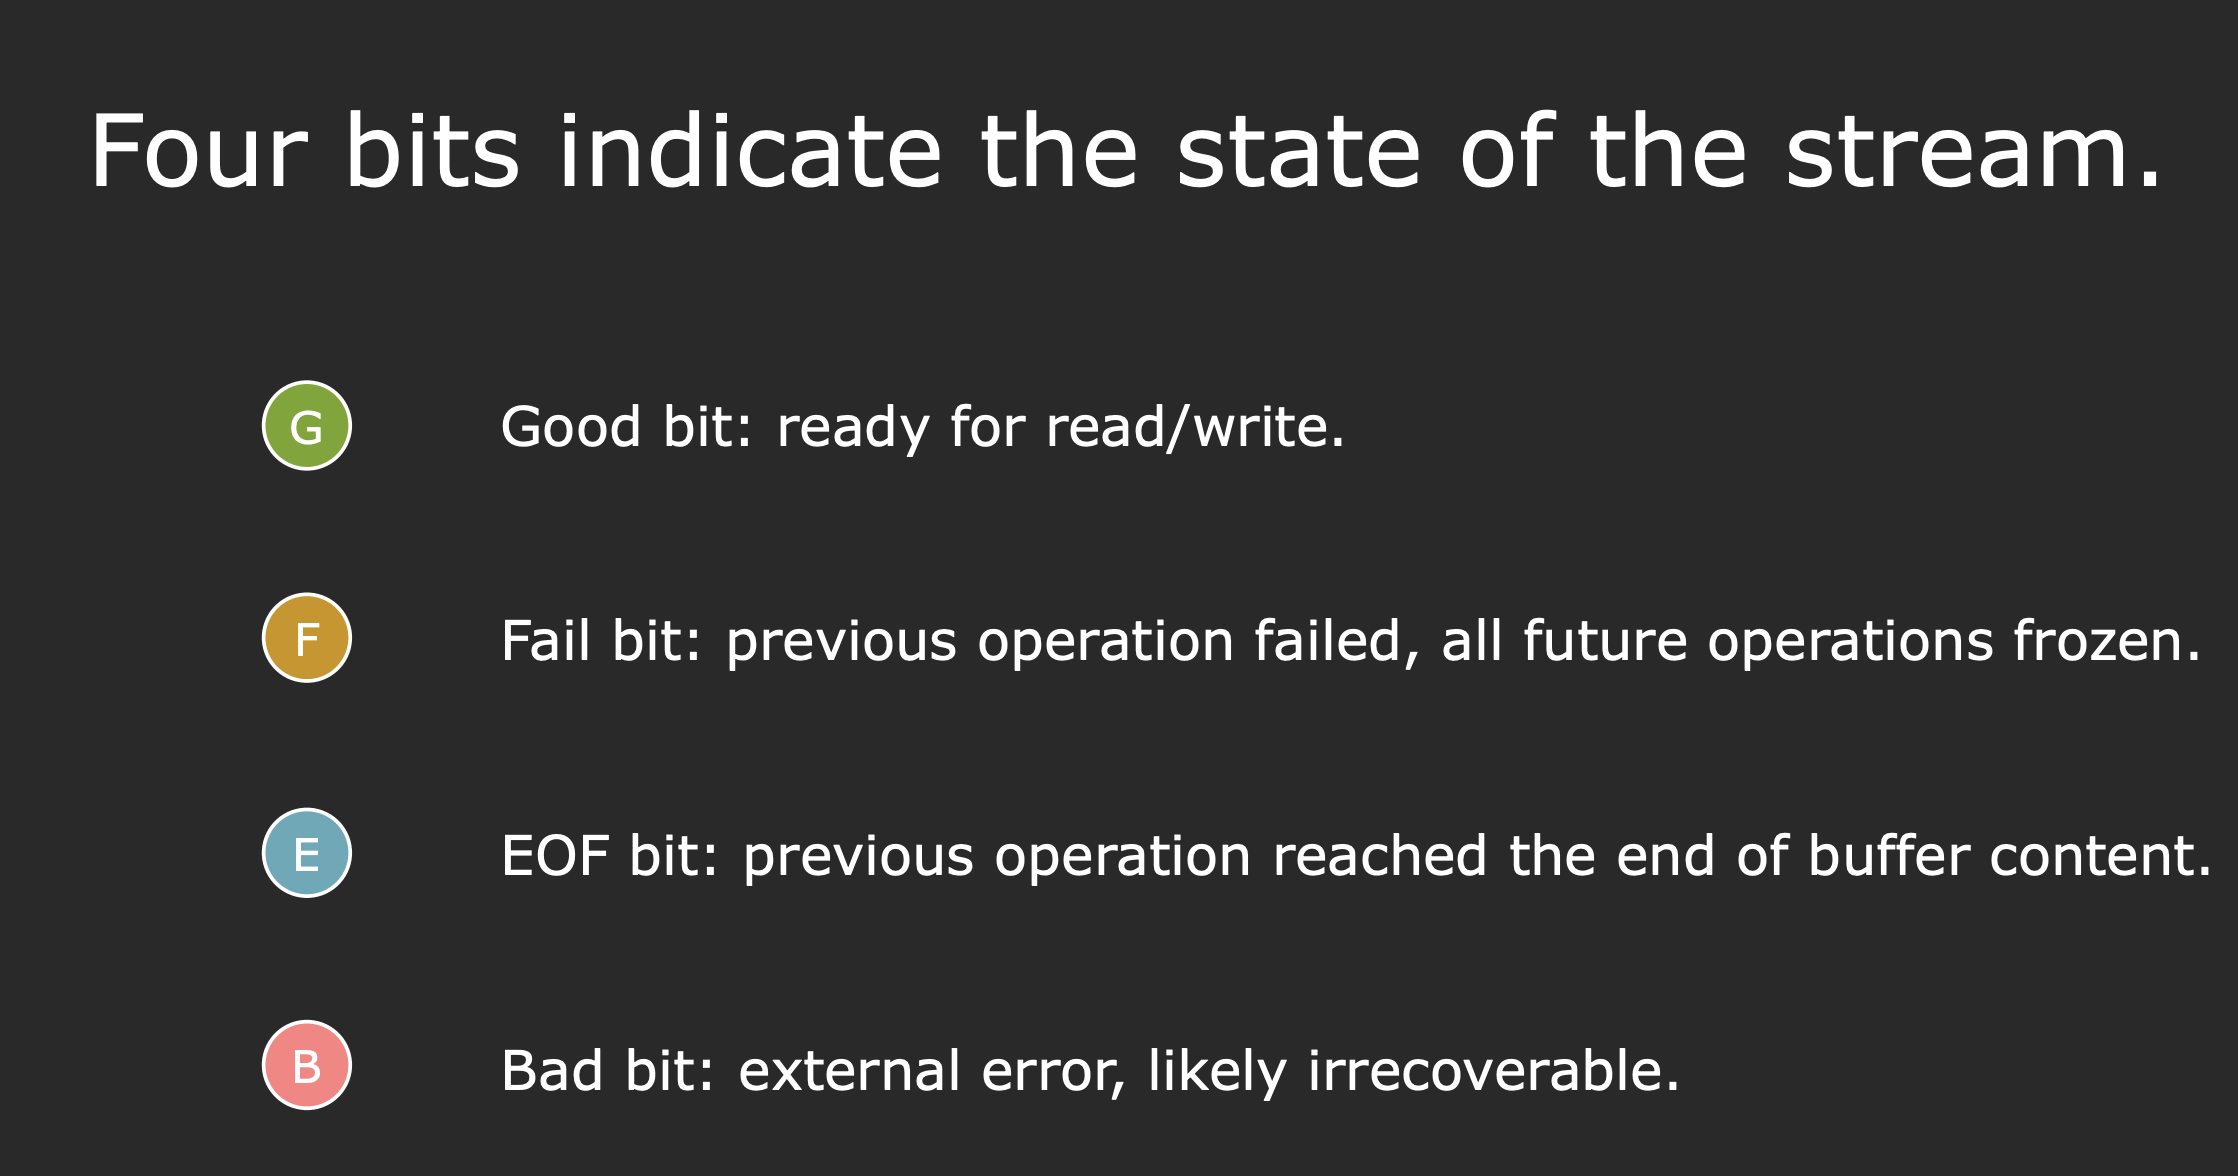 Four bits indicate the state of the stream.
G Good bit: ready for read/write.
F Fail bit: previous operation failed, all future operations frozen.
E EOF bit: previous operation reached the end of buffer content.
B Bad bit: external error, likely irrecoverable.